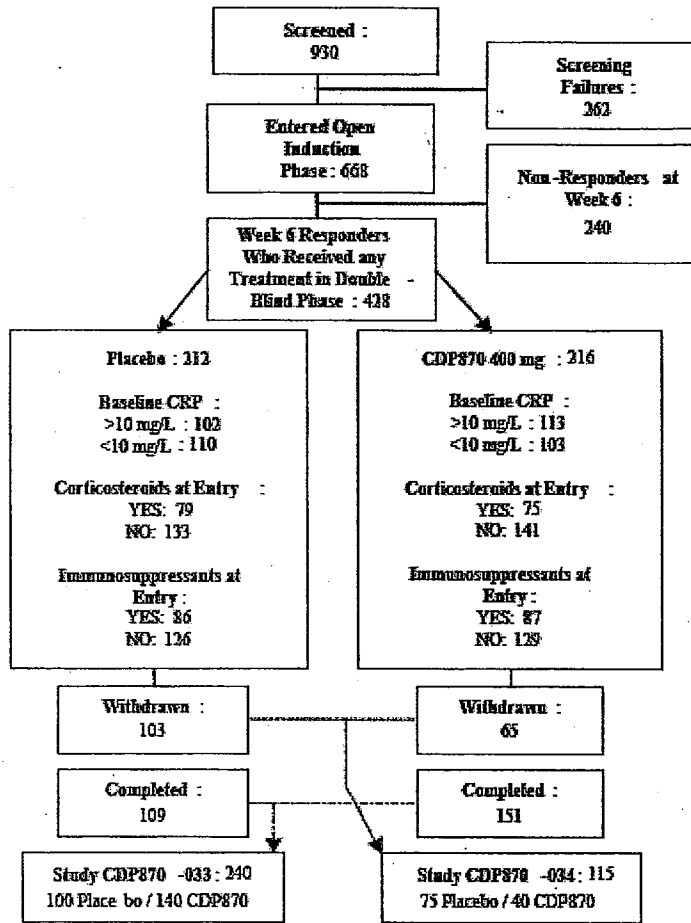 Screened :
930
Screening
Failures :
262
Entered Open
Induction
Phase : 668
Non-Responders at
Week 6 :
240
Week 6 Responders
Who Received any
Treatment in Double -
Blind Phase : 428
Placebo : 212
Baseline CRP :
>10 mg/L : 102
<10 mg/L : 110
Corticosteroids at Entry :
YES: 79
NO: 133
Immunosuppressants at
Entry :
YES: 86
NO: 126
CDP870 400 mg : 216
Baseline CRP :
>10 mg/L : 113
<10 mg/L : 103
Corticosteroids at Entry :
YES: 75
NO: 141
Immunosuppressants at
Entry :
YES: 87
NO: 129
Withdrawn :
103
Withdrawn :
65
Completed :
109
Completed :
151
Study CDP870 -033 : 240
100 Place bo / 140 CDP870
Study CDP870 -034 : 115
75 Placebo / 40 CDP870